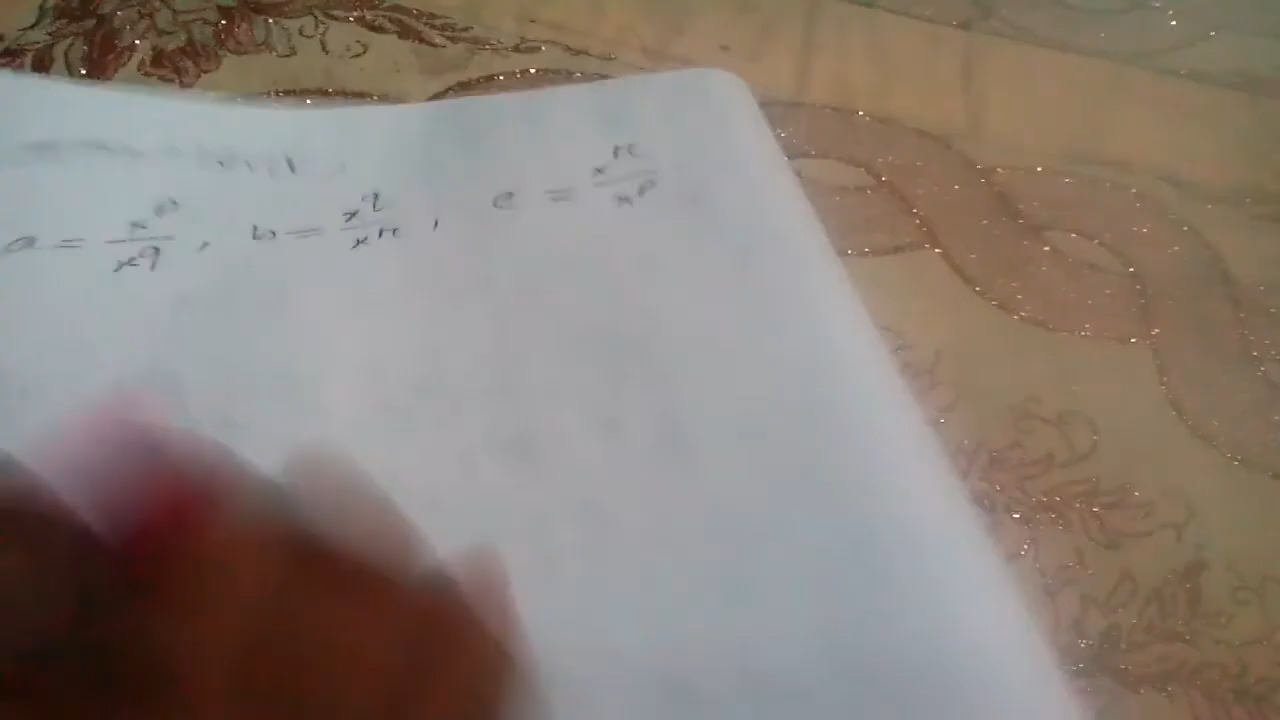 a = x^p/x^q, b = x^q/x^r, c = x^r/x^p